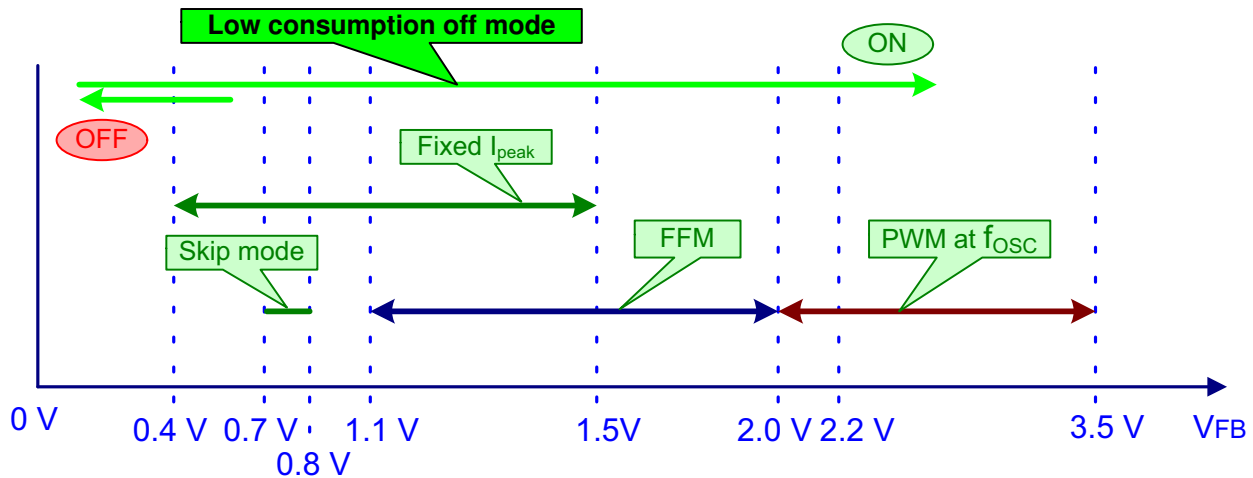 Low consumption off mode
ON
OFF
Fixed Ipeak
Skip mode
FFM
PWM at fOSC
0 V
0.4 V
0.7 V
0.8 V
1.1 V
1.5V
2.0 V
2.2 V
3.5 V
VFB